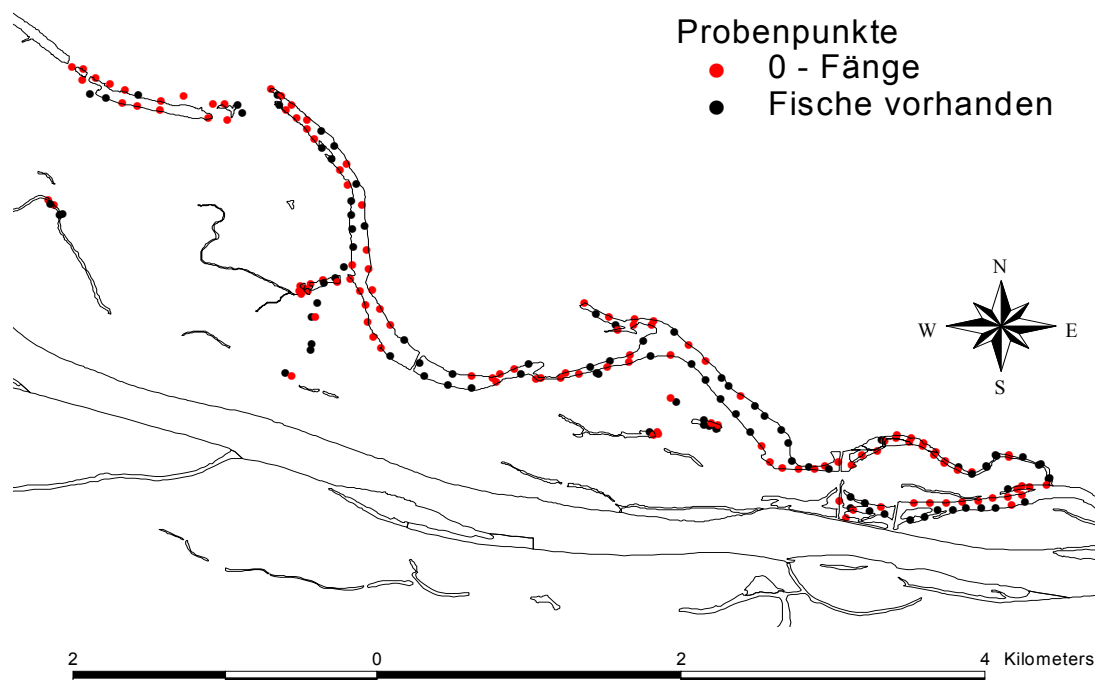 Probenpunkte
0 - Fänge
Fische vorhanden
N
W E
S
2 0 2 4 Kilometers